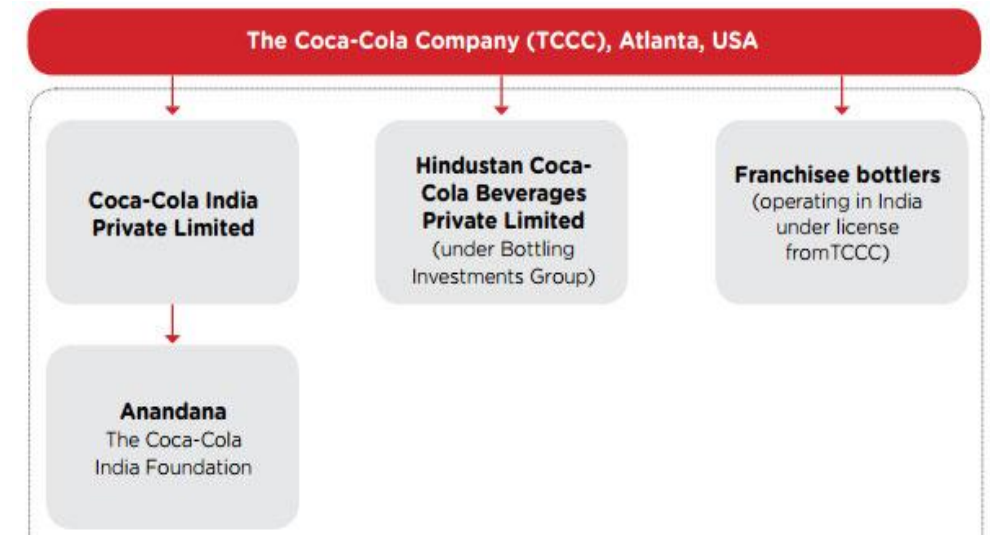 The Coca-Cola Company (TCCC), Atlanta, USA
Coca-Cola India
Private Limited
Hindustan Coca-
Cola Beverages
Private Limited
(under Bottling
Investments Group)
Franchisee bottlers
(operating in India
under license
fromTCCC)
Anandana
The Coca-Cola
India Foundation